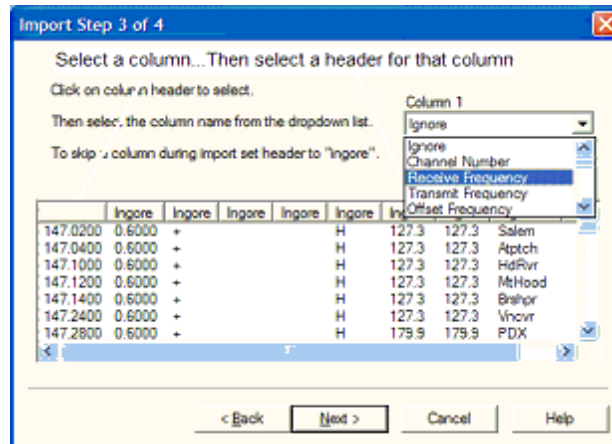 Import Step 3 of 4
Select a column...Then select a header for that column
Click on column header to select.
Column 1
Then select, the column name from the dropdown list.
Ignore
To skip a column during import set header to "ingore".
Ignore
Channel Number
Receive Frequency
Transmit Frequency
Offset Frequency
Ingore Ingore Ingore Ingore Ingore
147.0200 0.6000 + H 127.3 127.3 Salem
147.0400 0.6000 + H 127.3 127.3 Atptch
147.1000 0.6000 + H 127.3 127.3 HdRvr
147.1200 0.6000 + H 127.3 127.3 MtHood
147.1400 0.6000 + H 127.3 127.3 Brshpr
147.2400 0.6000 + H 127.3 127.3 Vncvr
147.2800 0.6000 + H 179.9 179.9 PDX
< Back Next > Cancel Help